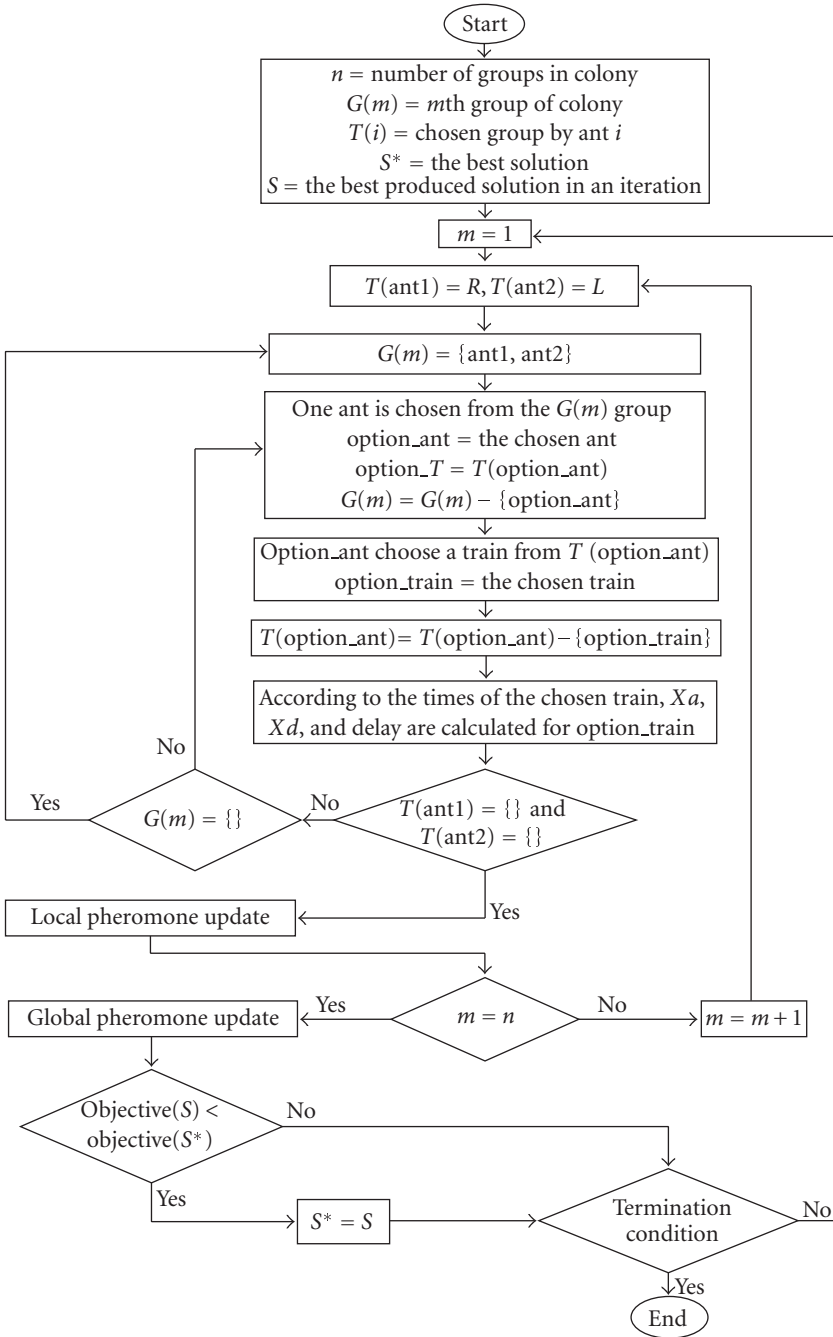 Start
n = number of groups in colony
G(m) = mth group of colony
T(i) = chosen group by ant i
S* = the best solution
S = the best produced solution in an iteration
m = 1
T(ant1) = R, T(ant2) = L
G(m) = {ant1, ant2}
One ant is chosen from the G(m) group
option_ant = the chosen ant
option_T = T(option_ant)
G(m) = G(m) − {option_ant}
Option_ant choose a train from T (option_ant)
option_train = the chosen train
T(option_ant)= T(option_ant)−{option_train}
According to the times of the chosen train, Xa,
Xd, and delay are calculated for option_train
No
Yes
G(m) = {}
No
T(ant1) = {} and
T(ant2) = {}
Yes
Local pheromone update
Global pheromone update
Yes
m = n
No
m = m + 1
Objective(S) <
objective(S*)
No
Yes
S* = S
Termination
condition
No
Yes
End